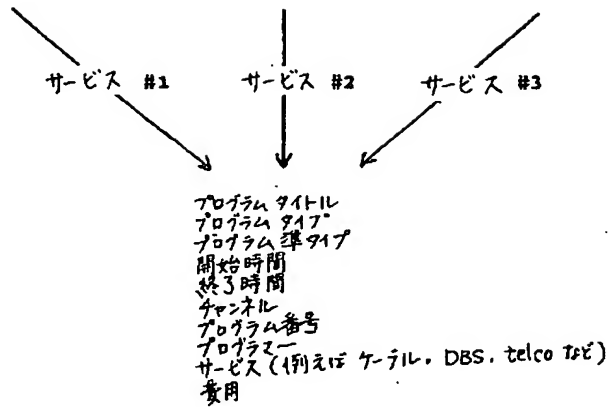 サービス #1 サービス #2 サービス #3
プログラム タイトル
プログラム タイプ
プログラム 準タイプ
開始時間
終了時間
チャンネル
プログラム番号
プログラマー
サービス (例えば ケーブル. DBS. telco など)
費用